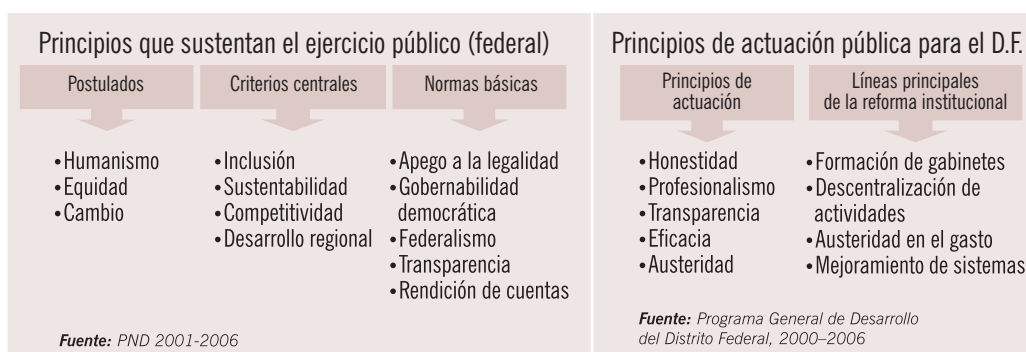 Principios que sustentan el ejercicio público (federal)
Postulados
•Humanismo
•Equidad
•Cambio
Criterios centrales
•Inclusión
•Sustentabilidad
•Competitividad
•Desarrollo regional
Normas básicas
•Apego a la legalidad
•Gobernabilidad
democrática
•Federalismo
•Transparencia
•Rendición de cuentas
Fuente: PND 2001-2006
Principios de actuación pública para el D.F.
Principios de
actuación
•Honestidad
•Profesionalismo
•Transparencia
•Eficacia
•Austeridad
Líneas principales
de la reforma institucional
•Formación de gabinetes
•Descentralización de
actividades
•Austeridad en el gasto
•Mejoramiento de sistemas
Fuente: Programa General de Desarrollo
del Distrito Federal, 2000–2006